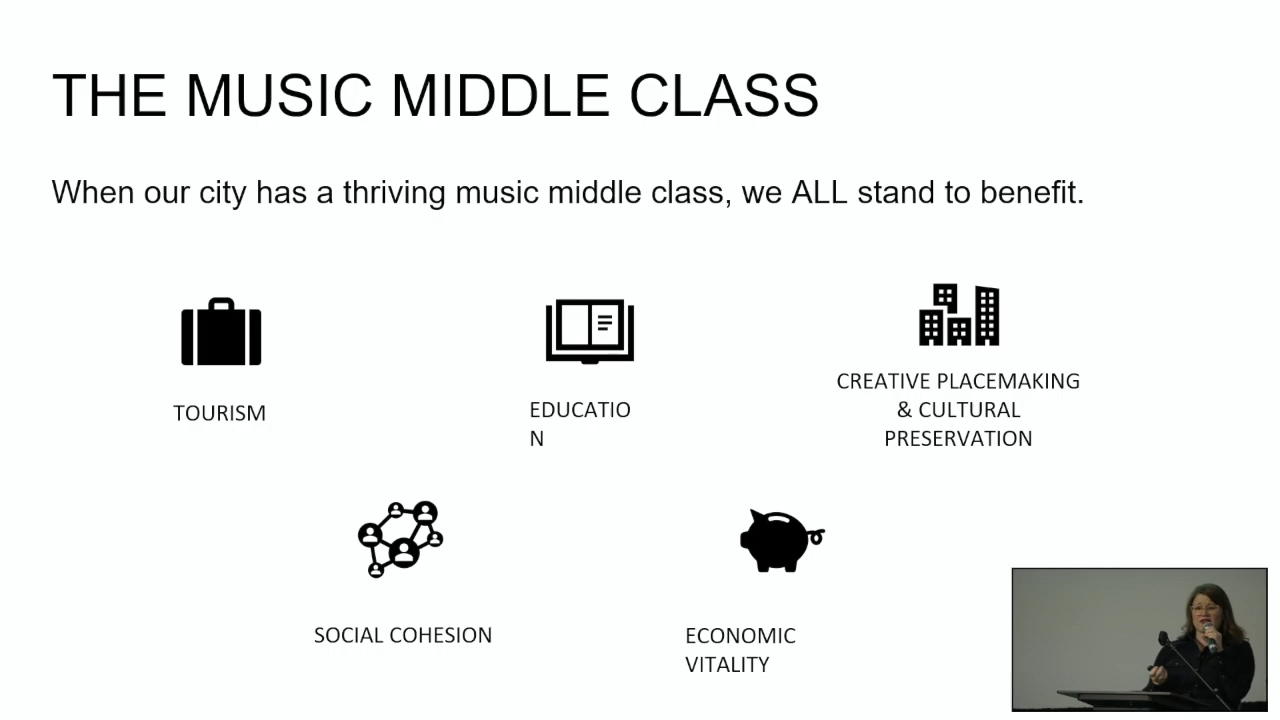 THE MUSIC MIDDLE CLASS
When our city has a thriving music middle class, we ALL stand to benefit.
TOURISM
EDUCATIO
N
CREATIVE PLACEMAKING
& CULTURAL
PRESERVATION
SOCIAL COHESION
ECONOMIC
VITALITY